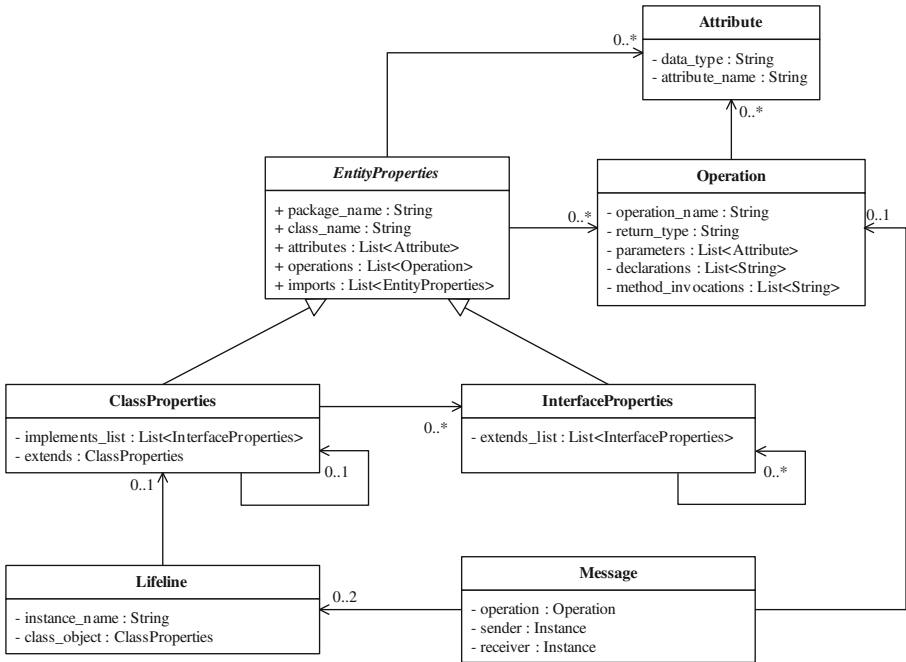 Attribute
- data_type : String
- attribute_name : String
0..*
0..*
EntityProperties
+ package_name : String
+ class_name : String
+ attributes : List<Attribute>
+ operations : List<Operation>
+ imports : List<EntityProperties>
0..*
Operation
- operation_name : String
- return_type : String
- parameters : List<Attribute>
- declarations : List<String>
- method_invocations : List<String>
0..1
ClassProperties
- implements_list : List<InterfaceProperties>
- extends : ClassProperties
0..*
0..1
0..1
InterfaceProperties
- extends_list : List<InterfaceProperties>
0..*
Lifeline
- instance_name : String
- class_object : ClassProperties
0..2
Message
- operation : Operation
- sender : Instance
- receiver : Instance